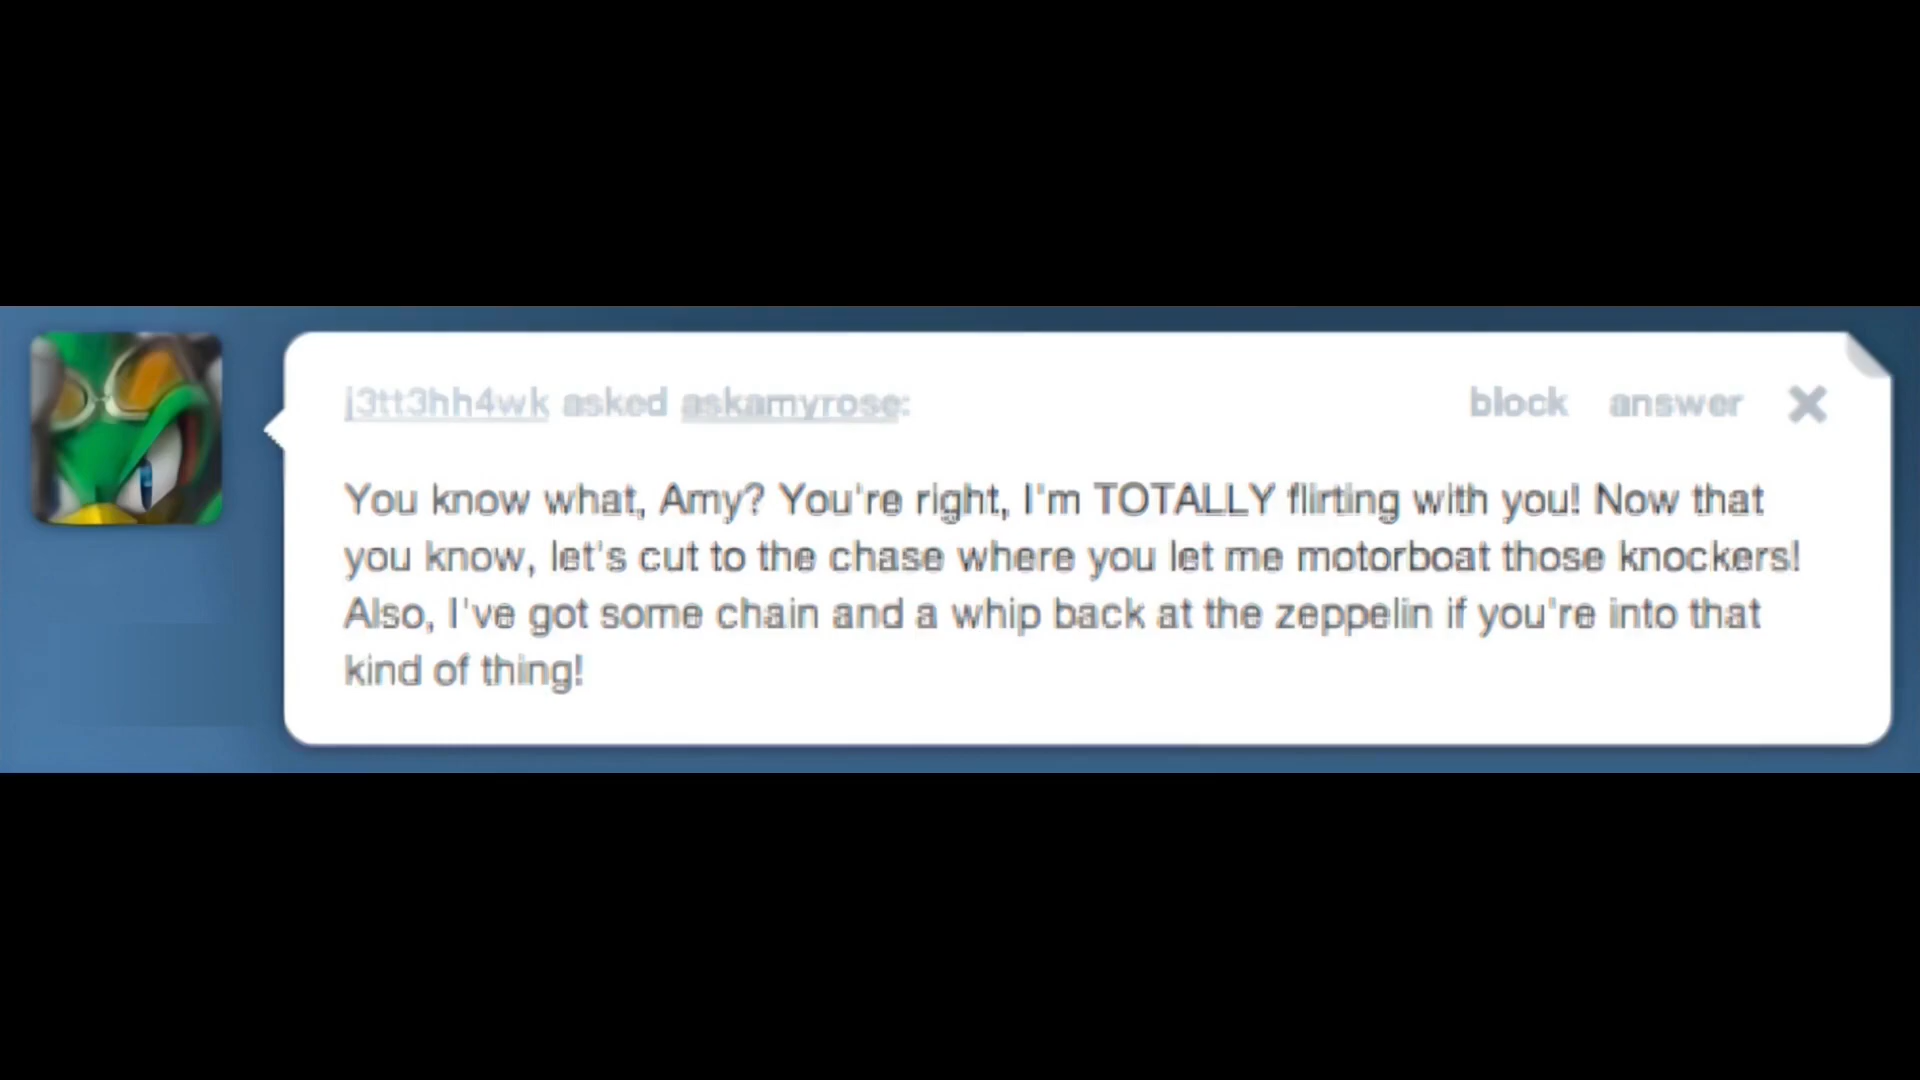 j3tt3hh4wk asked askamyrose: block answer
You know what, Amy? You're right, I'm TOTALLY flirting with you! Now that
you know, let's cut to the chase where you let me motorboat those knockers!
Also, I've got some chain and a whip back at the zeppelin if you're into that
kind of thing!